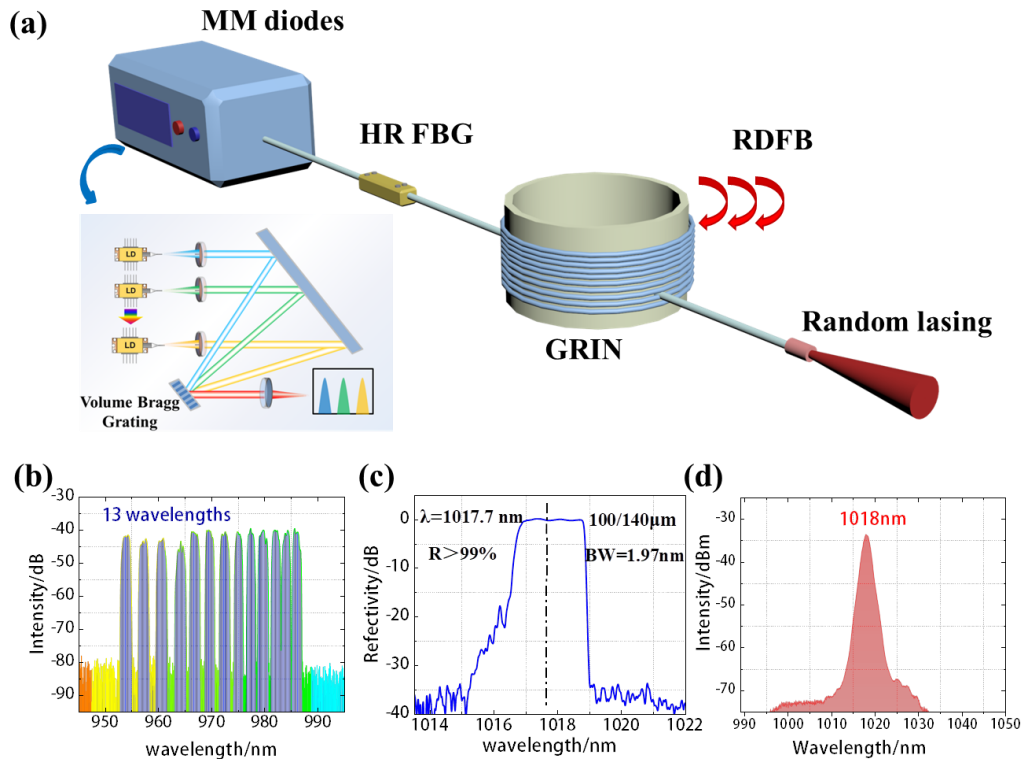 (a)
MM diodes
HR FBG
RDFB
LD
LD
LD
Volume Bragg
Grating
GRIN
Random lasing
(b)
13 wavelengths
Intensity/dB
-30
-40
-50
-60
-70
-80
-90
950
960
970
980
990
wavelength/nm
(c)
λ=1017.7 nm
100/140μm
R＞99%
BW=1.97nm
Refectivity/dB
0
-10
-20
-30
-40
1014
1016
1018
1020
1022
wavelength/nm
(d)
1018nm
Intensity/dBm
-30
-40
-50
-60
-70
990
1000
1010
1020
1030
1040
1050
Wavelength/nm